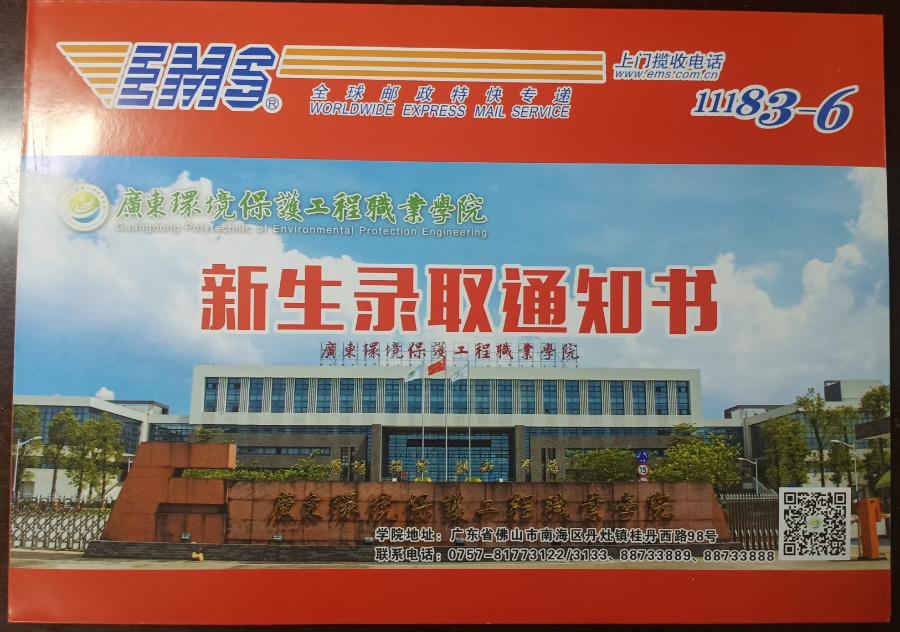 EMS®
上门揽收电话
www.ems.com.cn
全球邮政特快专递
WORLDWIDE EXPRESS MAIL SERVICE
11183-6
廣東環境保護工程職業學院
Guangdong Polytechnic of Environmental Protection Engineering
新生录取通知书
廣東環境保護工程職業學院
15
廣東環境保護工程職業學院
学院地址：广东省佛山市南海区丹灶镇桂丹西路98号
联系电话：0757-81773122/3133、88733889、88733888